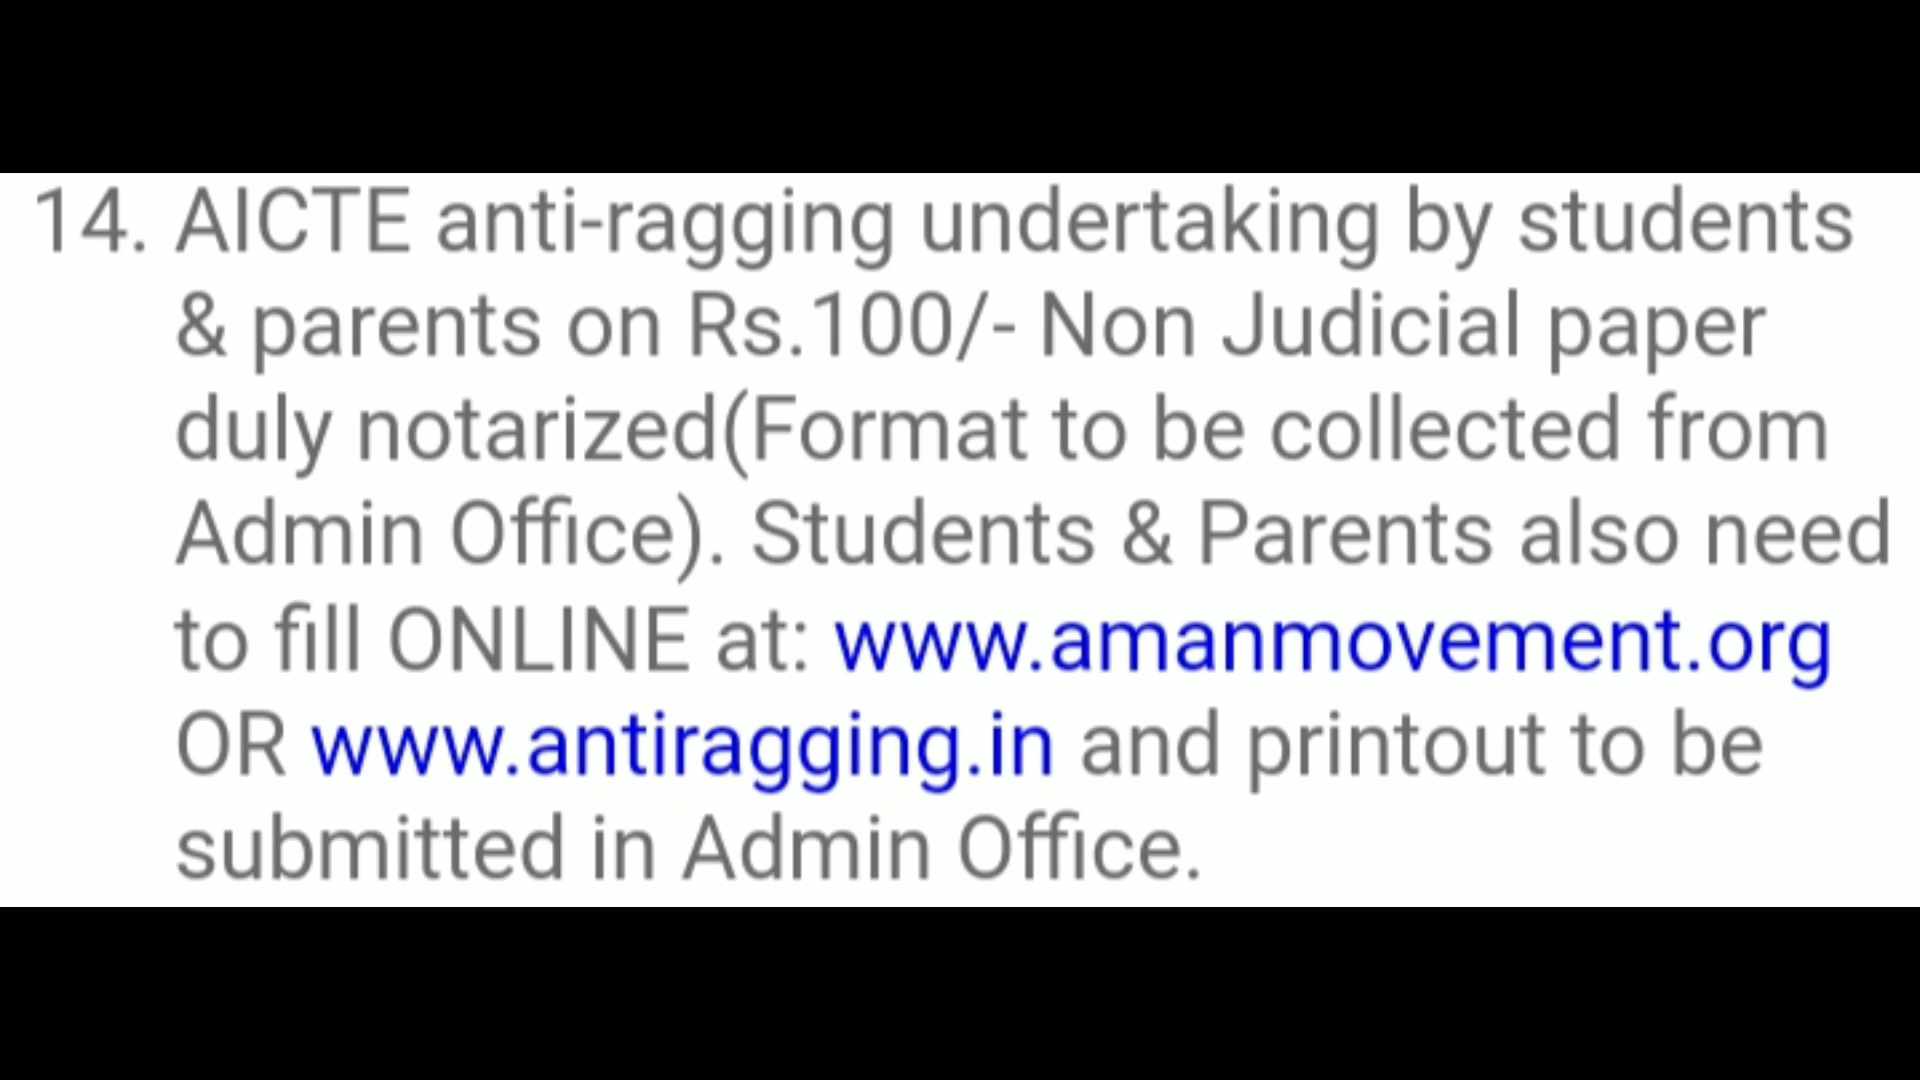 14. AICTE anti-ragging undertaking by students
& parents on Rs.100/- Non Judicial paper
duly notarized(Format to be collected from
Admin Office). Students & Parents also need
to fill ONLINE at: www.amanmovement.org
OR www.antiragging.in and printout to be
submitted in Admin Office.